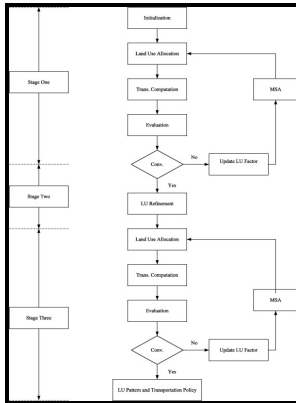 Initialization
Land Use Allocation
Trans. Computation
Stage One
MSA
Evaluation
No
Conv.
Update LU Factor
Yes
Stage Two
LU Refinement
Land Use Allocation
Trans. Computation
MSA
Evaluation
Stage Three
No
Conv.
Update LU Factor
Yes
LU Pattern and Transportation Policy